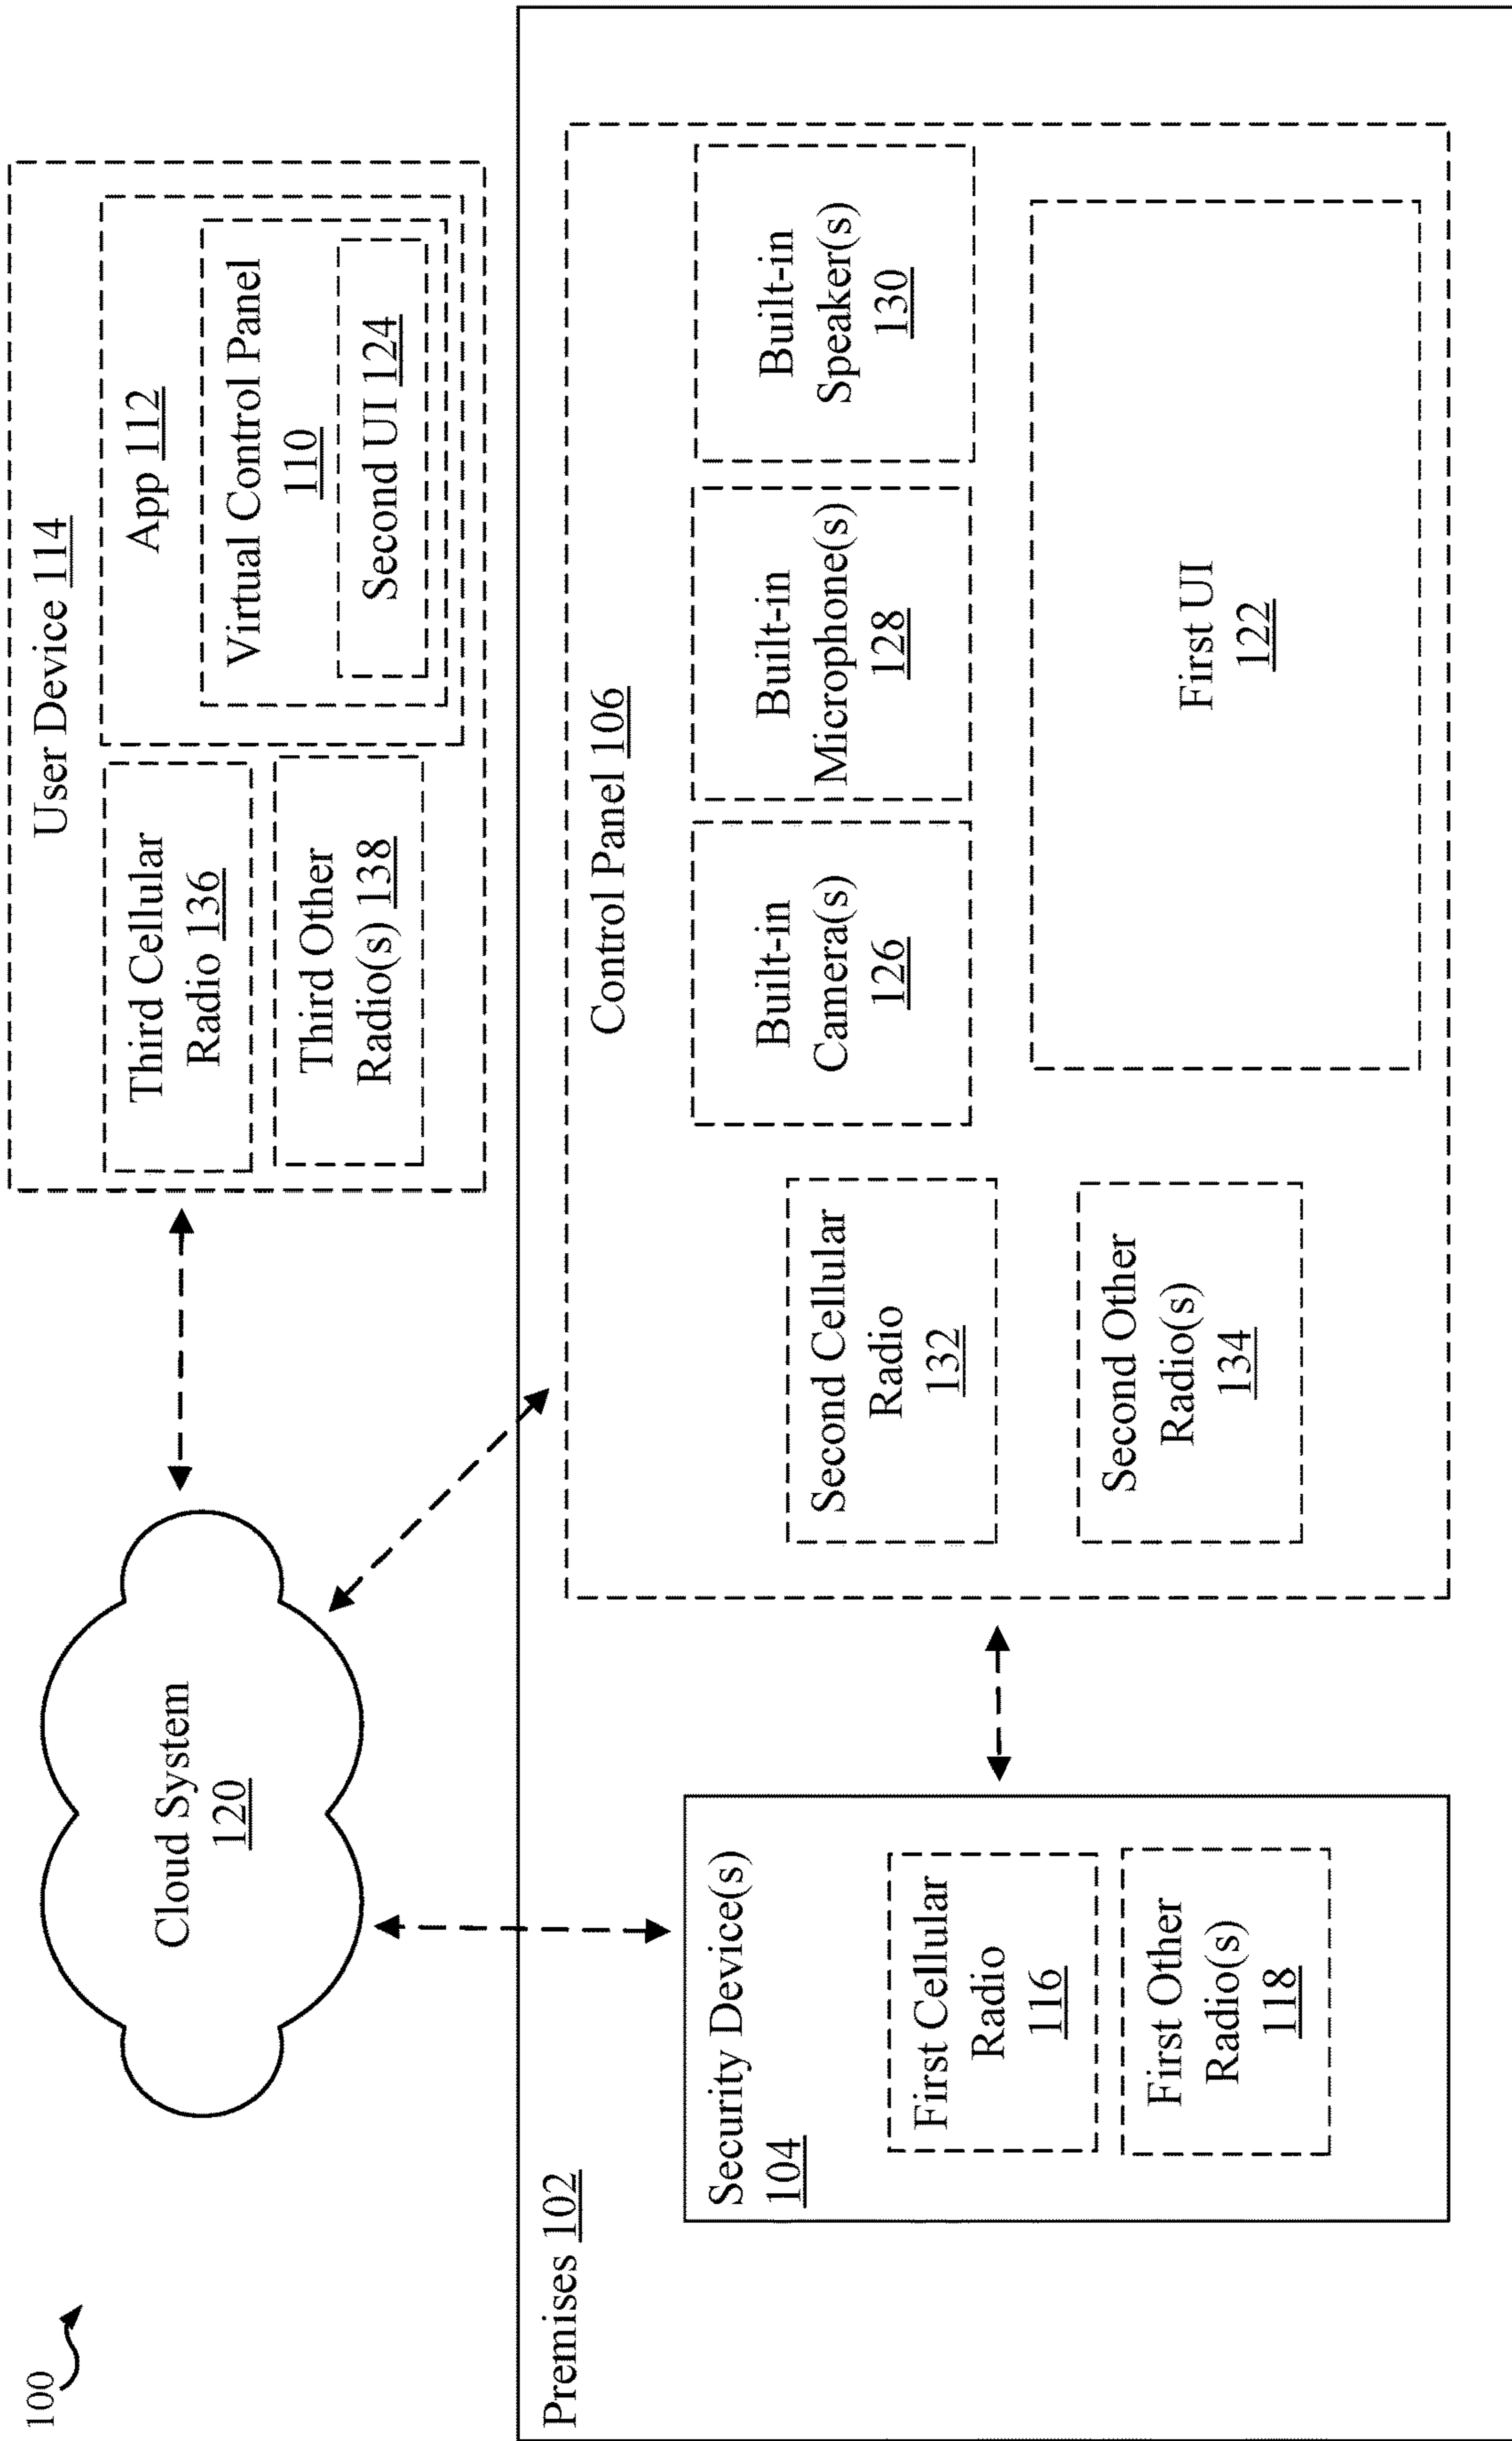 100
Cloud System
120
User Device 114
Third Cellular
Radio 136
Third Other
Radio(s) 138
App 112
Virtual Control Panel
110
Second UI 124
Premises 102
Security Device(s)
104
First Cellular
Radio
116
First Other
Radio(s)
118
Control Panel 106
Second Cellular
Radio
132
Second Other
Radio(s)
134
Built-in
Camera(s)
126
Built-in
Microphone(s)
128
Built-in
Speaker(s)
130
First UI
122